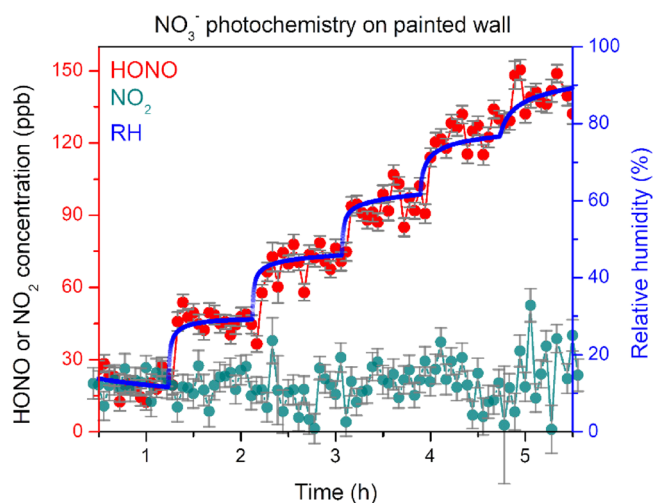 NO₃⁻ photochemistry on painted wall
HONO
NO₂
RH
HONO or NO₂ concentration (ppb)
150
120
90
60
30
0
Relative humidity (%)
100
80
60
40
20
0
1 2 3 4 5
Time (h)